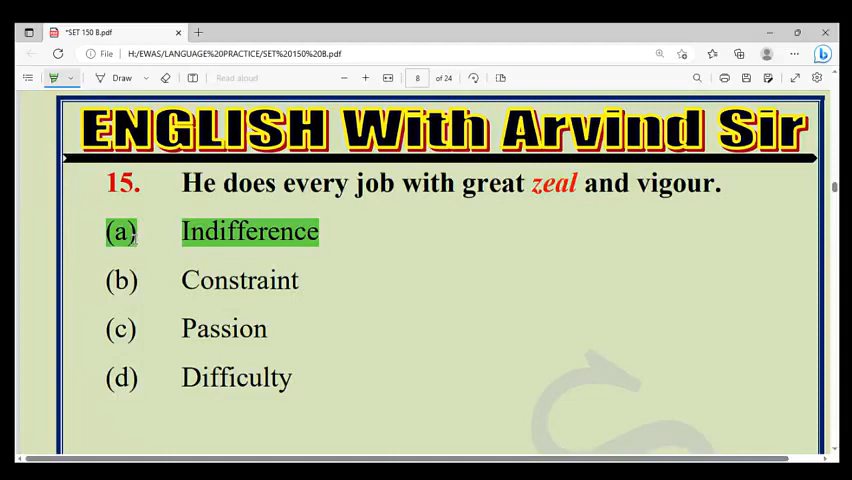 *SET 150 B.pdf
File
H:/EWAS/LANGUAGE%20PRACTICE/SET%20150%20B.pdf
Draw
Read aloud
8
of 24
ENGLISH With Arvind Sir
15. He does every job with great zeal and vigour.
(a) Indifference
(b) Constraint
(c) Passion
(d) Difficulty